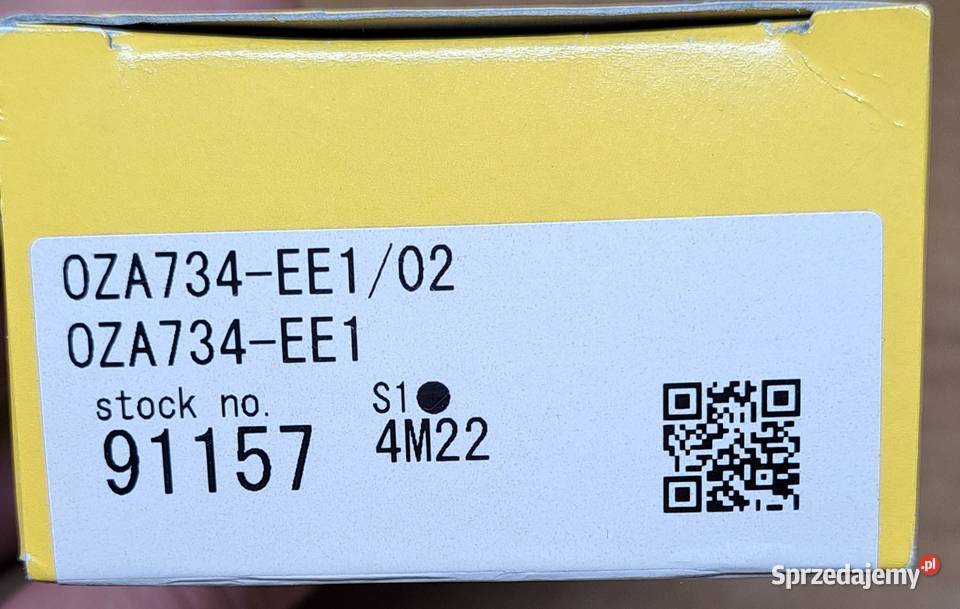 OZA734-EE1/02
OZA734-EE1
stock no.
91157
S1●
4M22
Sprzedajemy.pl